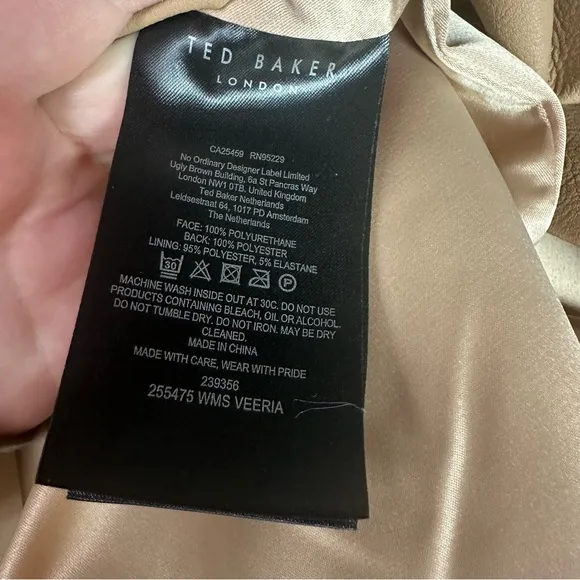 TED BAKER
LONDON
CA25459 RN95229
No Ordinary Designer Label Limited
Ugly Brown Building, 6a St Pancras Way
London NW1 0TB. United Kingdom
Ted Baker Netherlands
Leidsestraat 64, 1017 PD Amsterdam
The Netherlands
FACE: 100% POLYURETHANE
BACK: 100% POLYESTER
LINING: 95% POLYESTER, 5% ELASTANE
30 P
MACHINE WASH INSIDE OUT AT 30C. DO NOT USE
PRODUCTS CONTAINING BLEACH, OIL OR ALCOHOL.
DO NOT TUMBLE DRY. DO NOT IRON. MAY BE DRY
CLEANED.
MADE IN CHINA
MADE WITH CARE, WEAR WITH PRIDE
239356
255475 WMS VEERIA